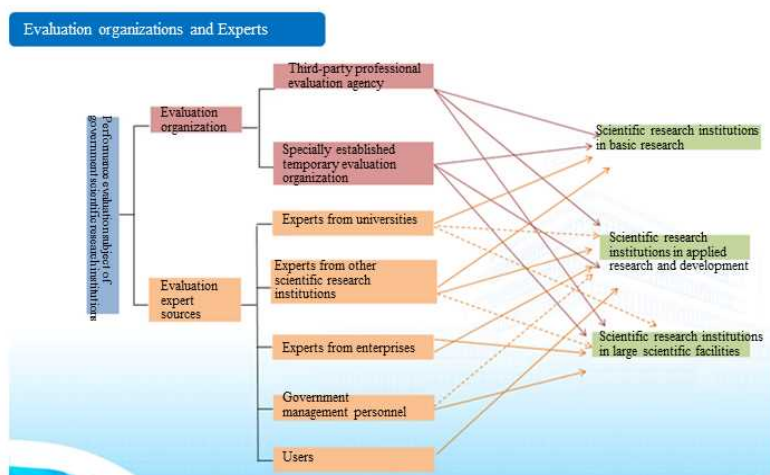 Evaluation organizations and Experts
Third-party professional
evaluation agency
Evaluation
organization
Specially established
temporary evaluation
organization
Performance evaluation subject of
government scientific research institutions
Evaluation
expert
sources
Experts from universities
Experts from other
scientific research
institutions
Experts from enterprises
Government
management personnel
Users
Scientific research institutions
in basic research
Scientific research
institutions in applied
research and development
Scientific research institutions
in large scientific facilities